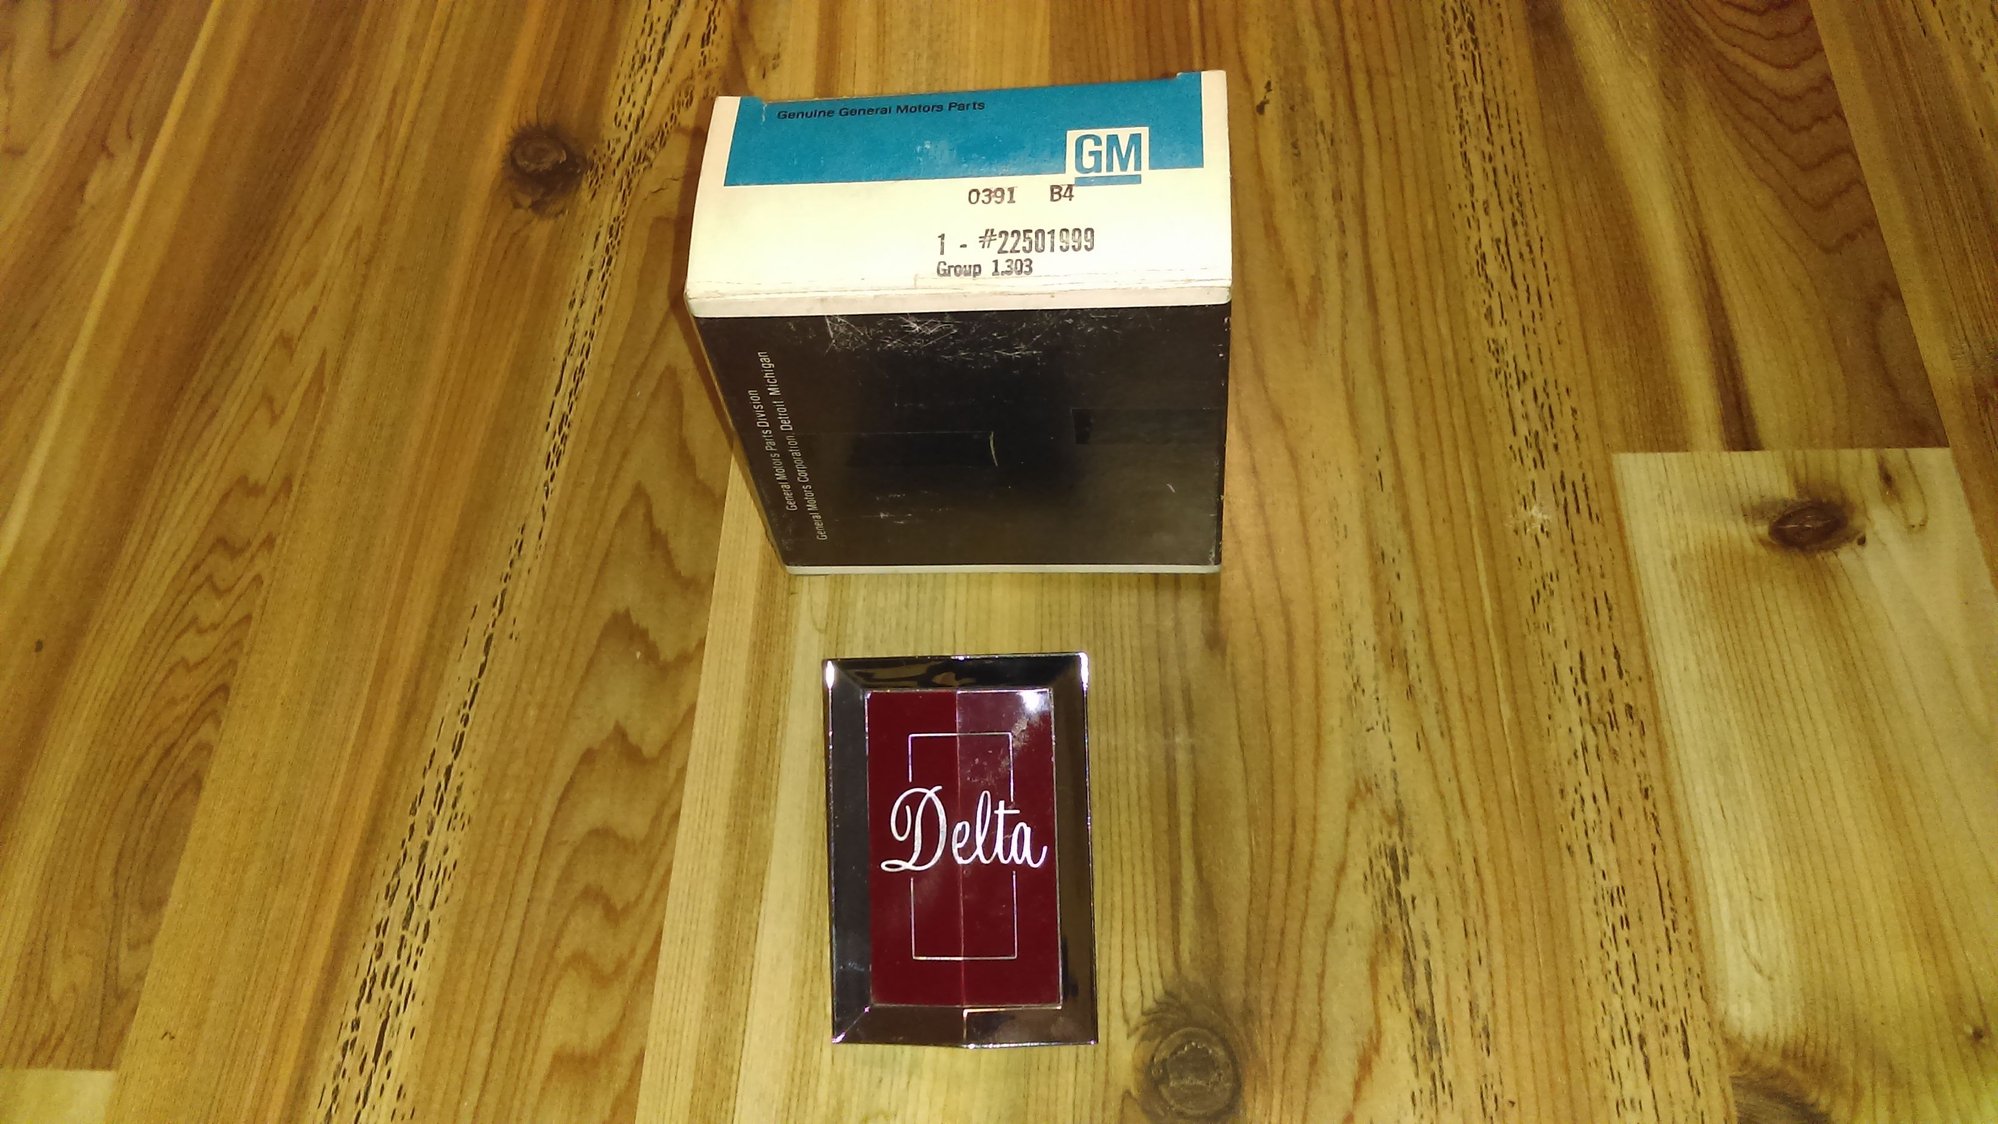 Genuine General Motors Parts
GM
0391 B4
1 - #22501999
Group 1.303
General Motors Parts Division
General Motors Corporation, Detroit, Michigan
Delta